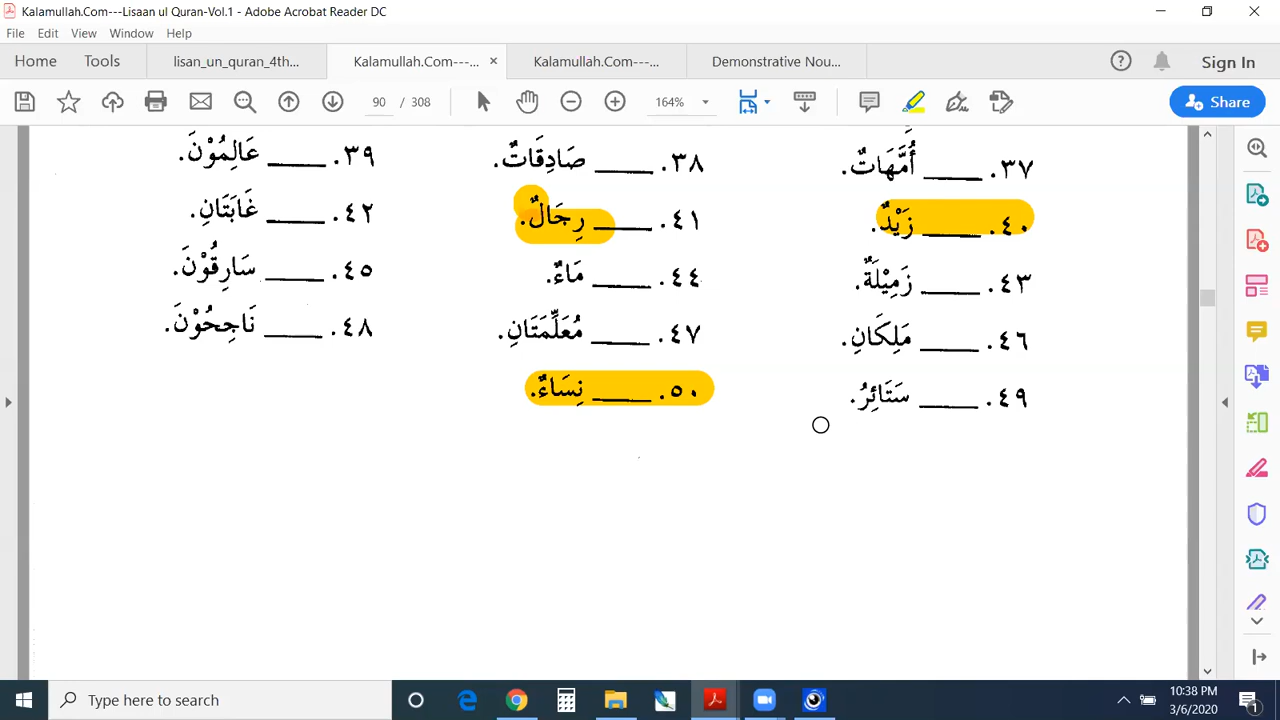 Kalamullah.Com---Lisaan ul Quran-Vol.1 - Adobe Acrobat Reader DC
File Edit View Window Help
Home Tools lisan_un_quran_4th... Kalamullah.Com---... × Kalamullah.Com---... Demonstrative Nou... Sign In
90 / 308 164% Share
٣٧. ____ أُمَّهَاتٌ. ٣٨. ____ صَادِقَاتٌ. ٣٩. ____ عَالِمُوْنَ.
٤٠. ____ زَيْدٌ. ٤١. ____ رِجَالٌ. ٤٢. ____ غَابَتَانِ.
٤٣. ____ زَمِيْلَةٌ. ٤٤. ____ مَاءٌ. ٤٥. ____ سَارِقُوْنَ.
٤٦. ____ مَلِكَانِ. ٤٧. ____ مُعَلِّمَتَانِ. ٤٨. ____ نَاجِحُوْنَ.
٤٩. ____ سَتَائِرُ. ٥٠. ____ نِسَاءٌ.
Type here to search
10:38 PM
3/6/2020
1